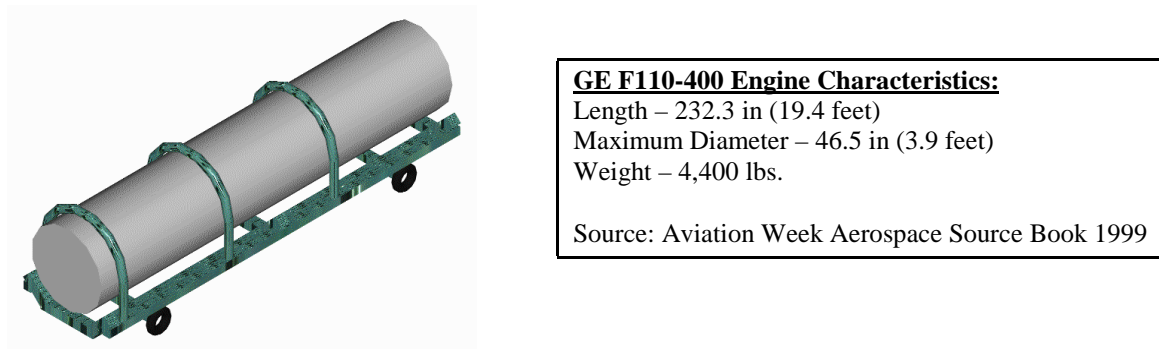 GE F110-400 Engine Characteristics:
Length – 232.3 in (19.4 feet)
Maximum Diameter – 46.5 in (3.9 feet)
Weight – 4,400 lbs.
Source: Aviation Week Aerospace Source Book 1999